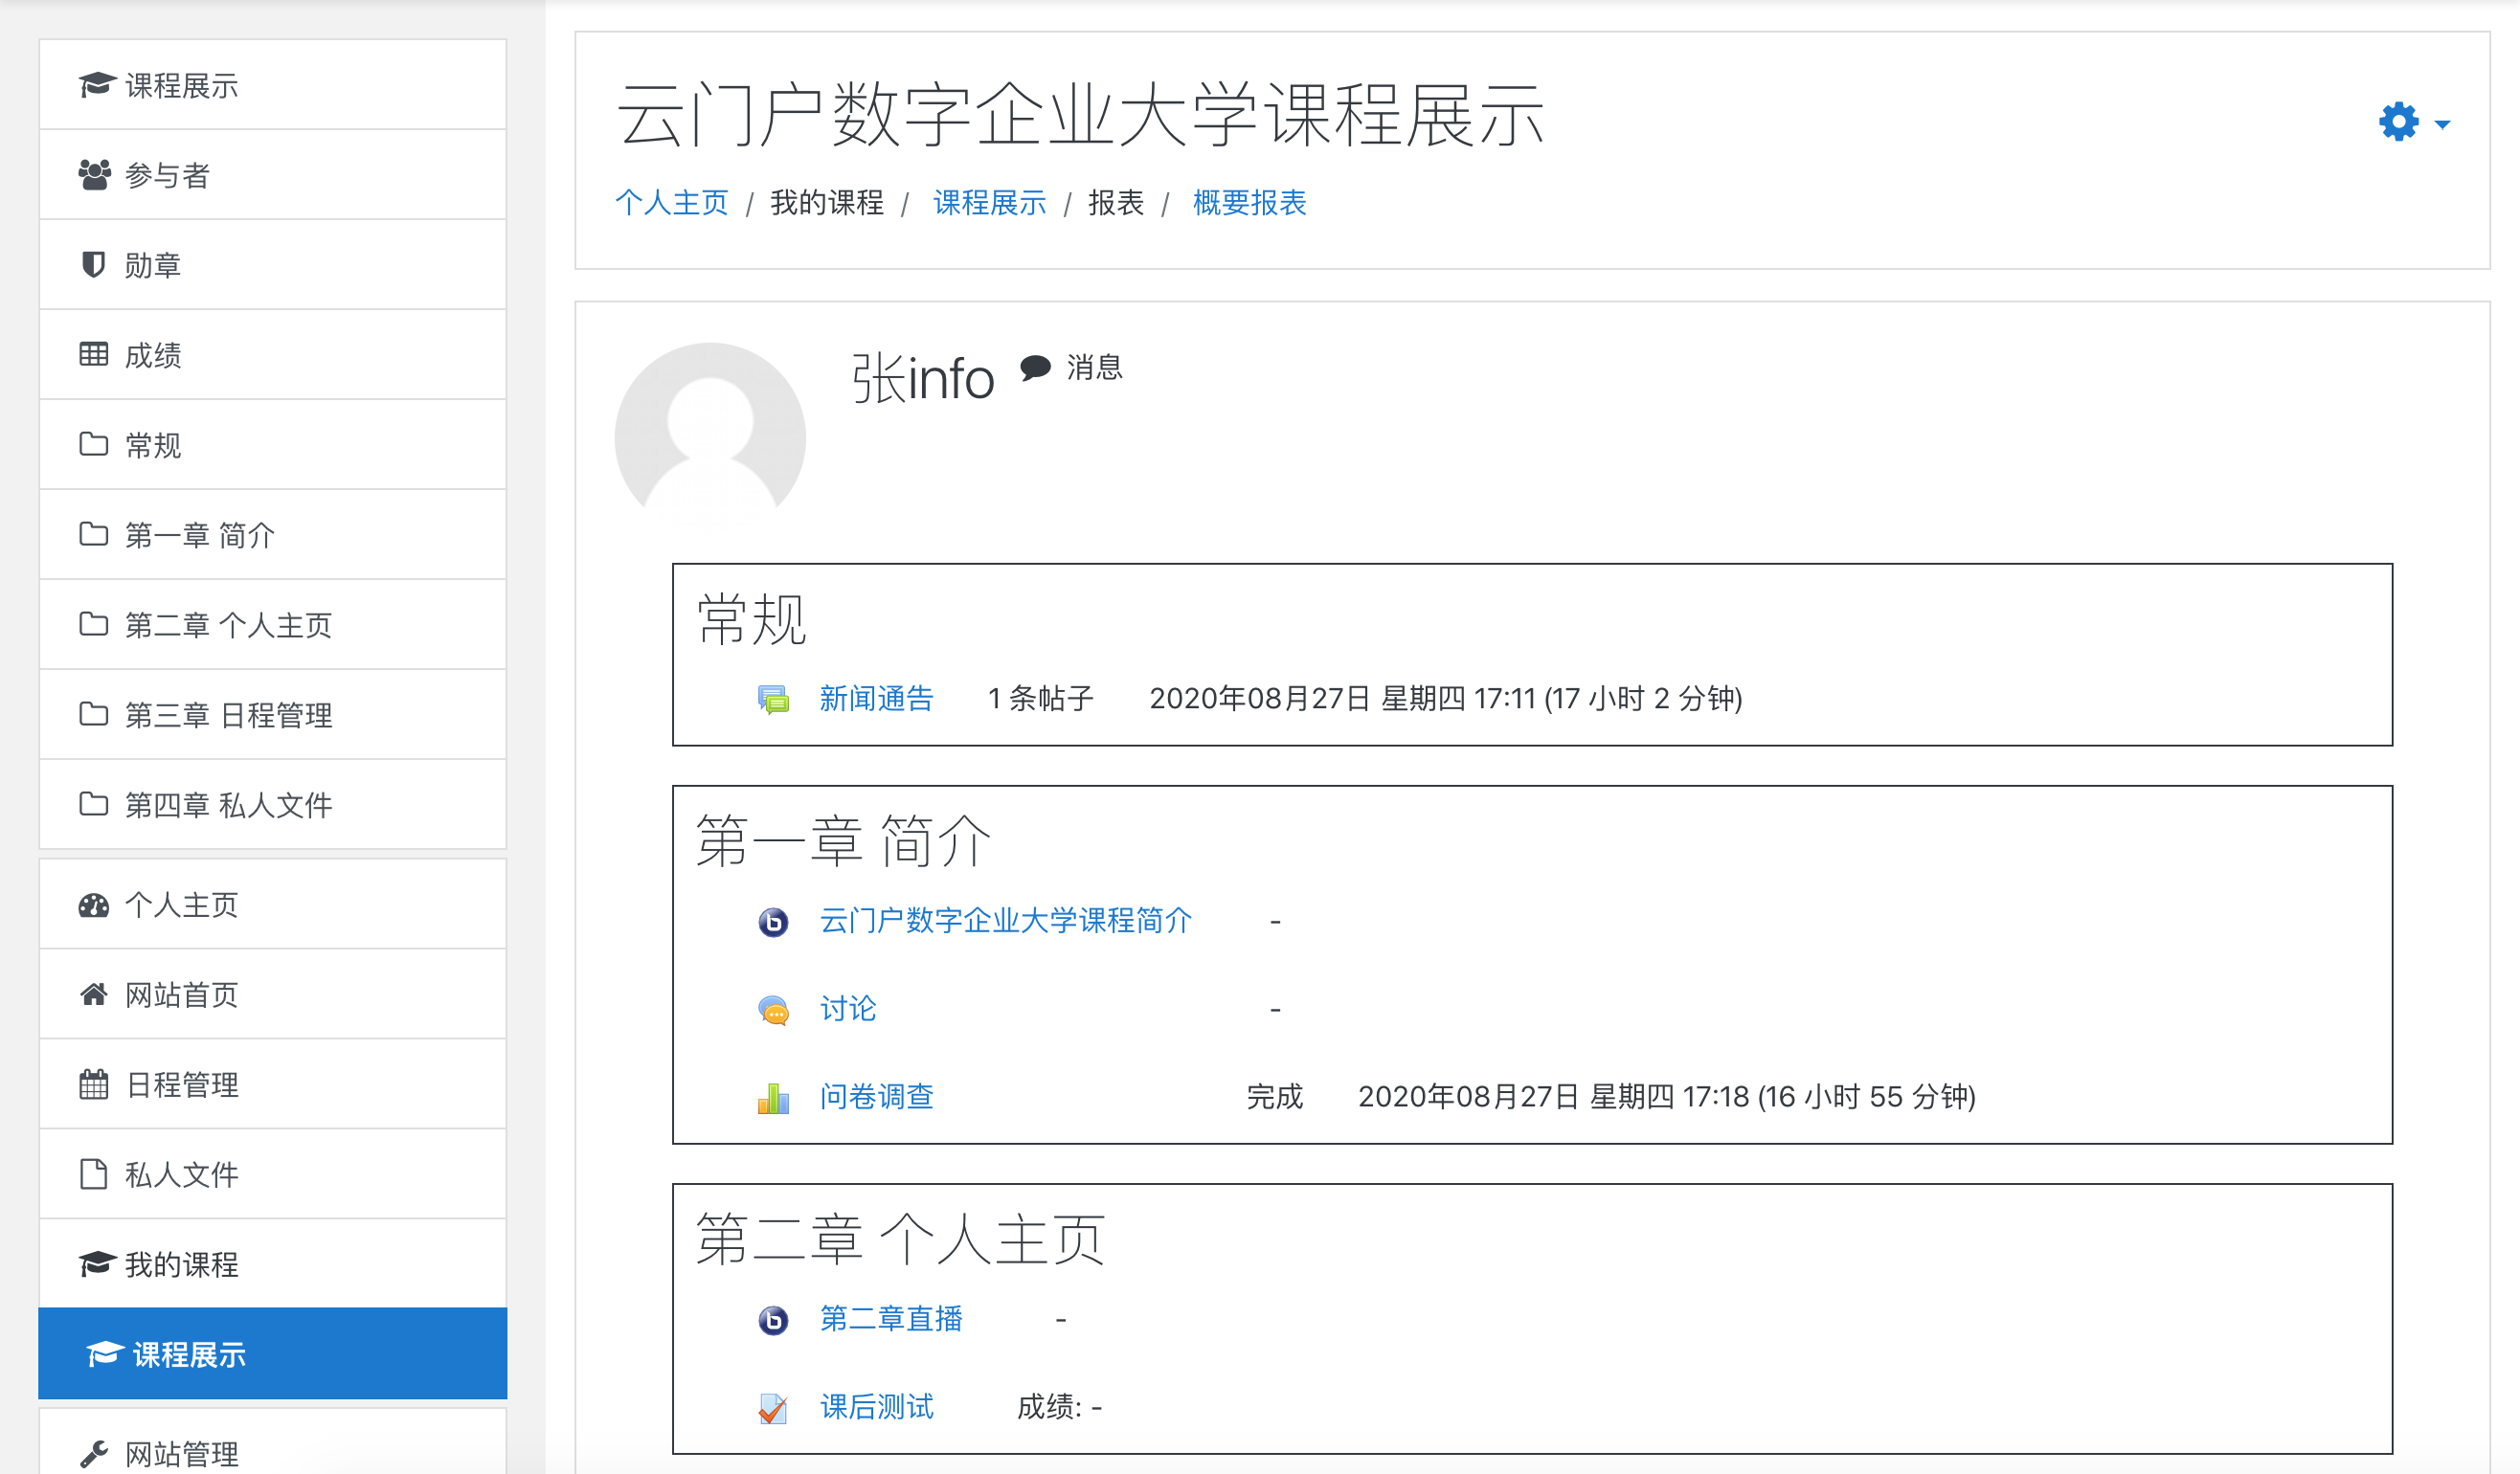 课程展示
参与者
勋章
成绩
常规
第一章 简介
第二章 个人主页
第三章 日程管理
第四章 私人文件
个人主页
网站首页
日程管理
私人文件
我的课程
课程展示
网站管理
云门户数字企业大学课程展示
个人主页 / 我的课程 / 课程展示 / 报表 / 概要报表
张info 消息
常规
新闻通告 1 条帖子 2020年08月27日 星期四 17:11 (17 小时 2 分钟)
第一章 简介
云门户数字企业大学课程简介 -
讨论 -
问卷调查 完成 2020年08月27日 星期四 17:18 (16 小时 55 分钟)
第二章 个人主页
第二章直播 -
课后测试 成绩: -